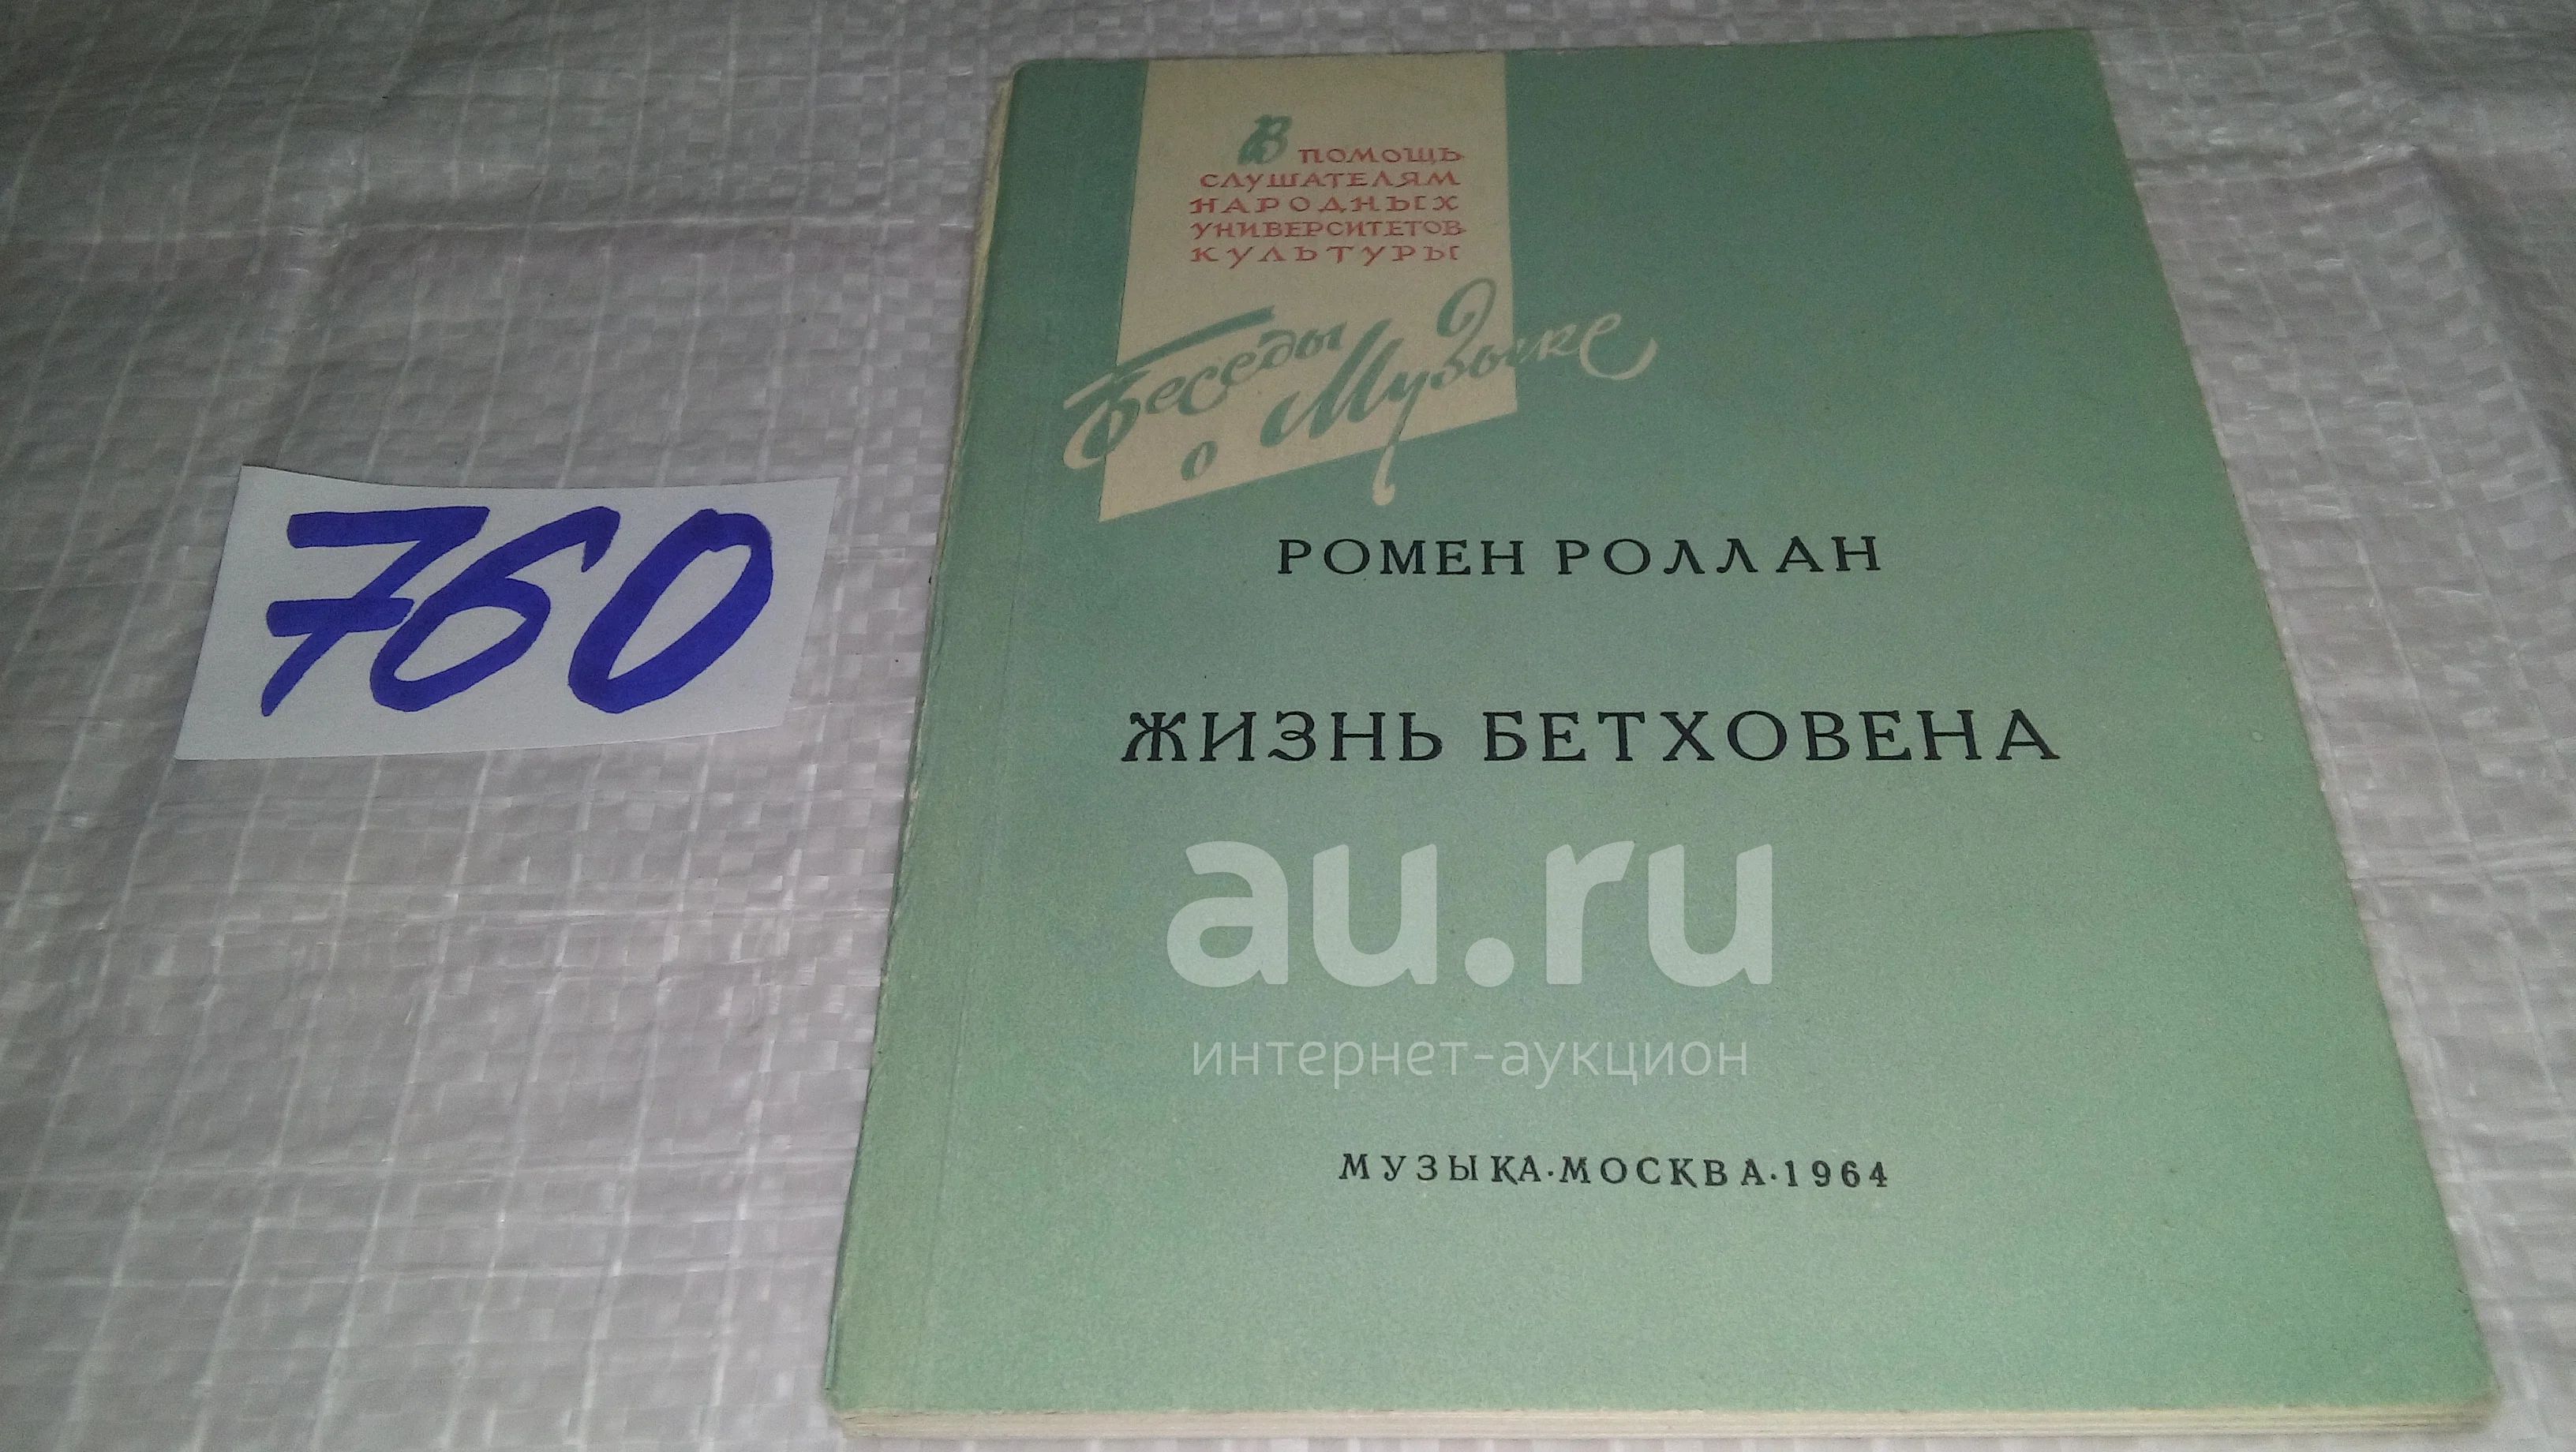 760
В ПОМОЩЬ
СЛУШАТЕЛЯМ
НАРОДНЫХ
УНИВЕРСИТЕТОВ
КУЛЬТУРЫ
Беседы
о Музыке
РОМЕН РОЛЛАН
ЖИЗНЬ БЕТХОВЕНА
au.ru
интернет-аукцион
МУЗЫКА·МОСКВА·1964